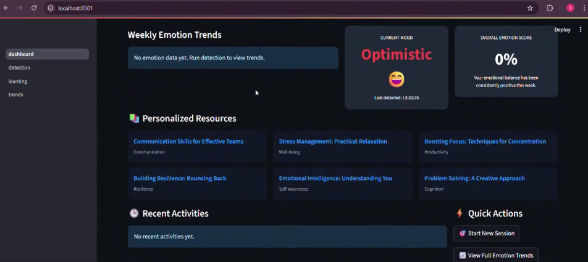 localhost:8501
Deploy
dashboard
detection
learning
trends
Weekly Emotion Trends
No emotion data yet. Run detection to view trends.
CURRENT MOOD
Optimistic
Last detected: 13:50:26
OVERALL EMOTION SCORE
0%
Your emotional balance has been
consistently positive this week.
Personalized Resources
Communication Skills for Effective Teams
Communication
Stress Management: Practical Relaxation
Well-being
Boosting Focus: Techniques for Concentration
Productivity
Building Resilience: Bouncing Back
Resilience
Emotional Intelligence: Understanding You
Self awareness
Problem Solving: A Creative Approach
Cognition
Recent Activities
No recent activities yet.
Quick Actions
Start New Session
View Full Emotion Trends